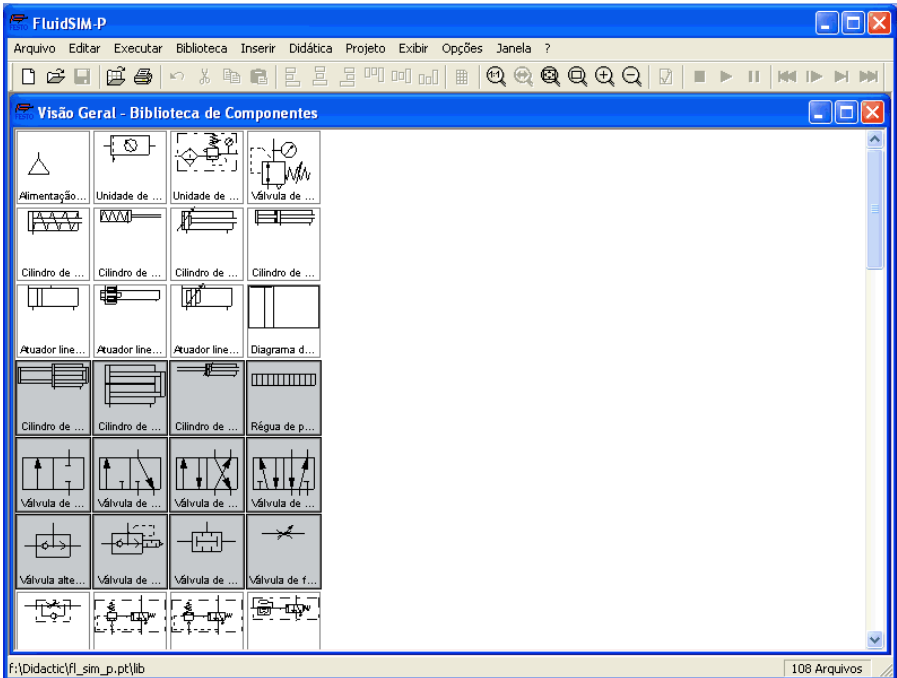 FluidSIM-P
Arquivo Editar Executar Biblioteca Inserir Didática Projeto Exibir Opções Janela ?
Visão Geral - Biblioteca de Componentes
Alimentação... Unidade de ... Unidade de ... Válvula de ...
Cilindro de ... Cilindro de ... Cilindro de ... Cilindro de ...
Atuador line... Atuador line... Atuador line... Diagrama d...
Cilindro de ... Cilindro de ... Cilindro de ... Régua de p...
Válvula de ... Válvula de ... Válvula de ... Válvula de ...
Válvula alte... Válvula de ... Válvula de ... Válvula de f...
f:\Didactic\fl_sim_p.pt\lib 108 Arquivos